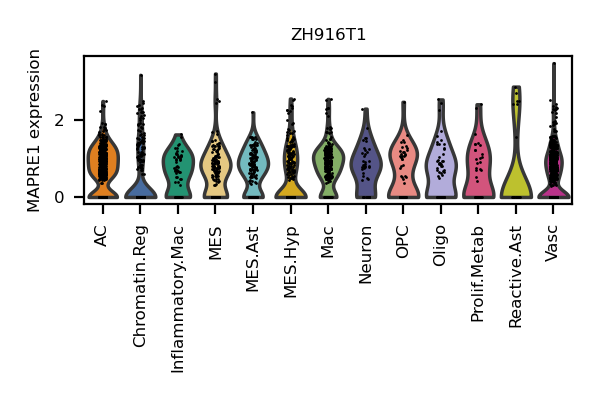 ZH916T1
MAPRE1 expression
2
0
AC
Chromatin.Reg
Inflammatory.Mac
MES
MES.Ast
MES.Hyp
Mac
Neuron
OPC
Oligo
Prolif.Metab
Reactive.Ast
Vasc